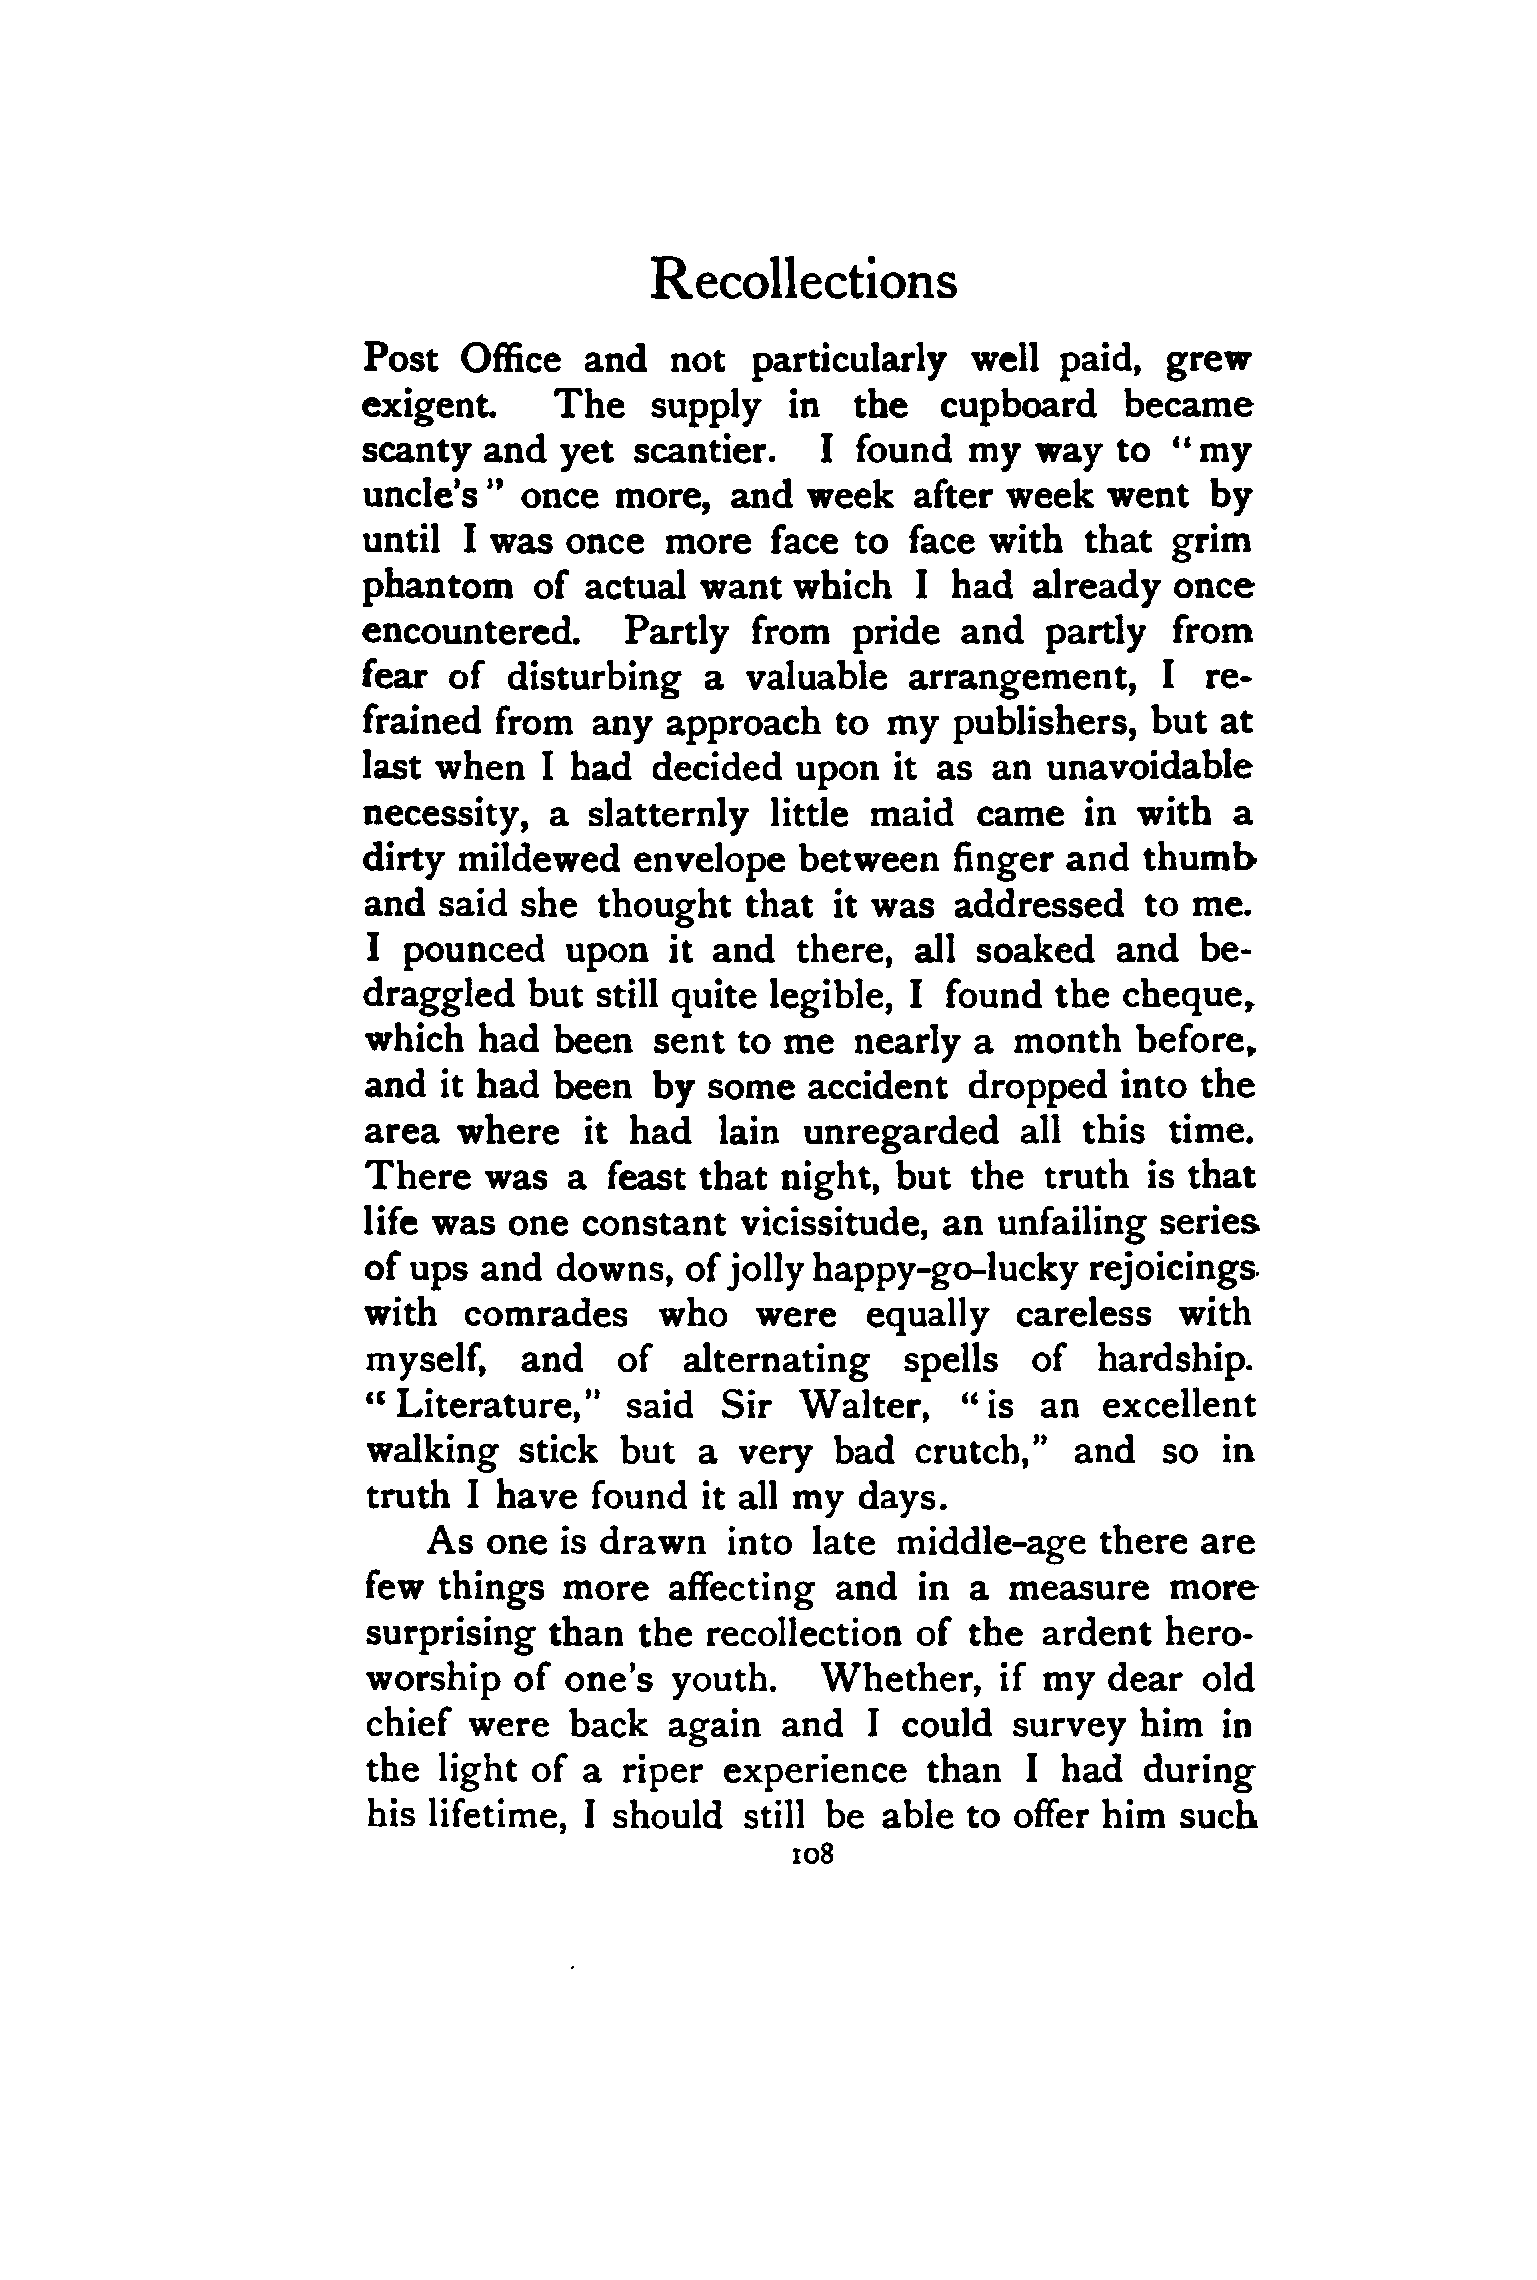 Recollections
Post Office and not particularly well paid, grew
exigent. The supply in the cupboard became
scanty and yet scantier. I found my way to "my
uncle's" once more, and week after week went by
until I was once more face to face with that grim
phantom of actual want which I had already once
encountered. Partly from pride and partly from
fear of disturbing a valuable arrangement, I re-
frained from any approach to my publishers, but at
last when I had decided upon it as an unavoidable
necessity, a slatternly little maid came in with a
dirty mildewed envelope between finger and thumb
and said she thought that it was addressed to me.
I pounced upon it and there, all soaked and be-
draggled but still quite legible, I found the cheque,
which had been sent to me nearly a month before,
and it had been by some accident dropped into the
area where it had lain unregarded all this time.
There was a feast that night, but the truth is that
life was one constant vicissitude, an unfailing series
of ups and downs, of jolly happy-go-lucky rejoicings
with comrades who were equally careless with
myself, and of alternating spells of hardship.
"Literature," said Sir Walter, "is an excellent
walking stick but a very bad crutch," and so in
truth I have found it all my days.
As one is drawn into late middle-age there are
few things more affecting and in a measure more
surprising than the recollection of the ardent hero-
worship of one's youth. Whether, if my dear old
chief were back again and I could survey him in
the light of a riper experience than I had during
his lifetime, I should still be able to offer him such
108